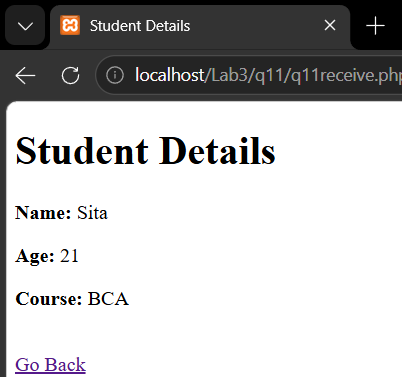 Student Details
localhost/Lab3/q11/q11receive.php
Student Details
Name: Sita
Age: 21
Course: BCA
Go Back